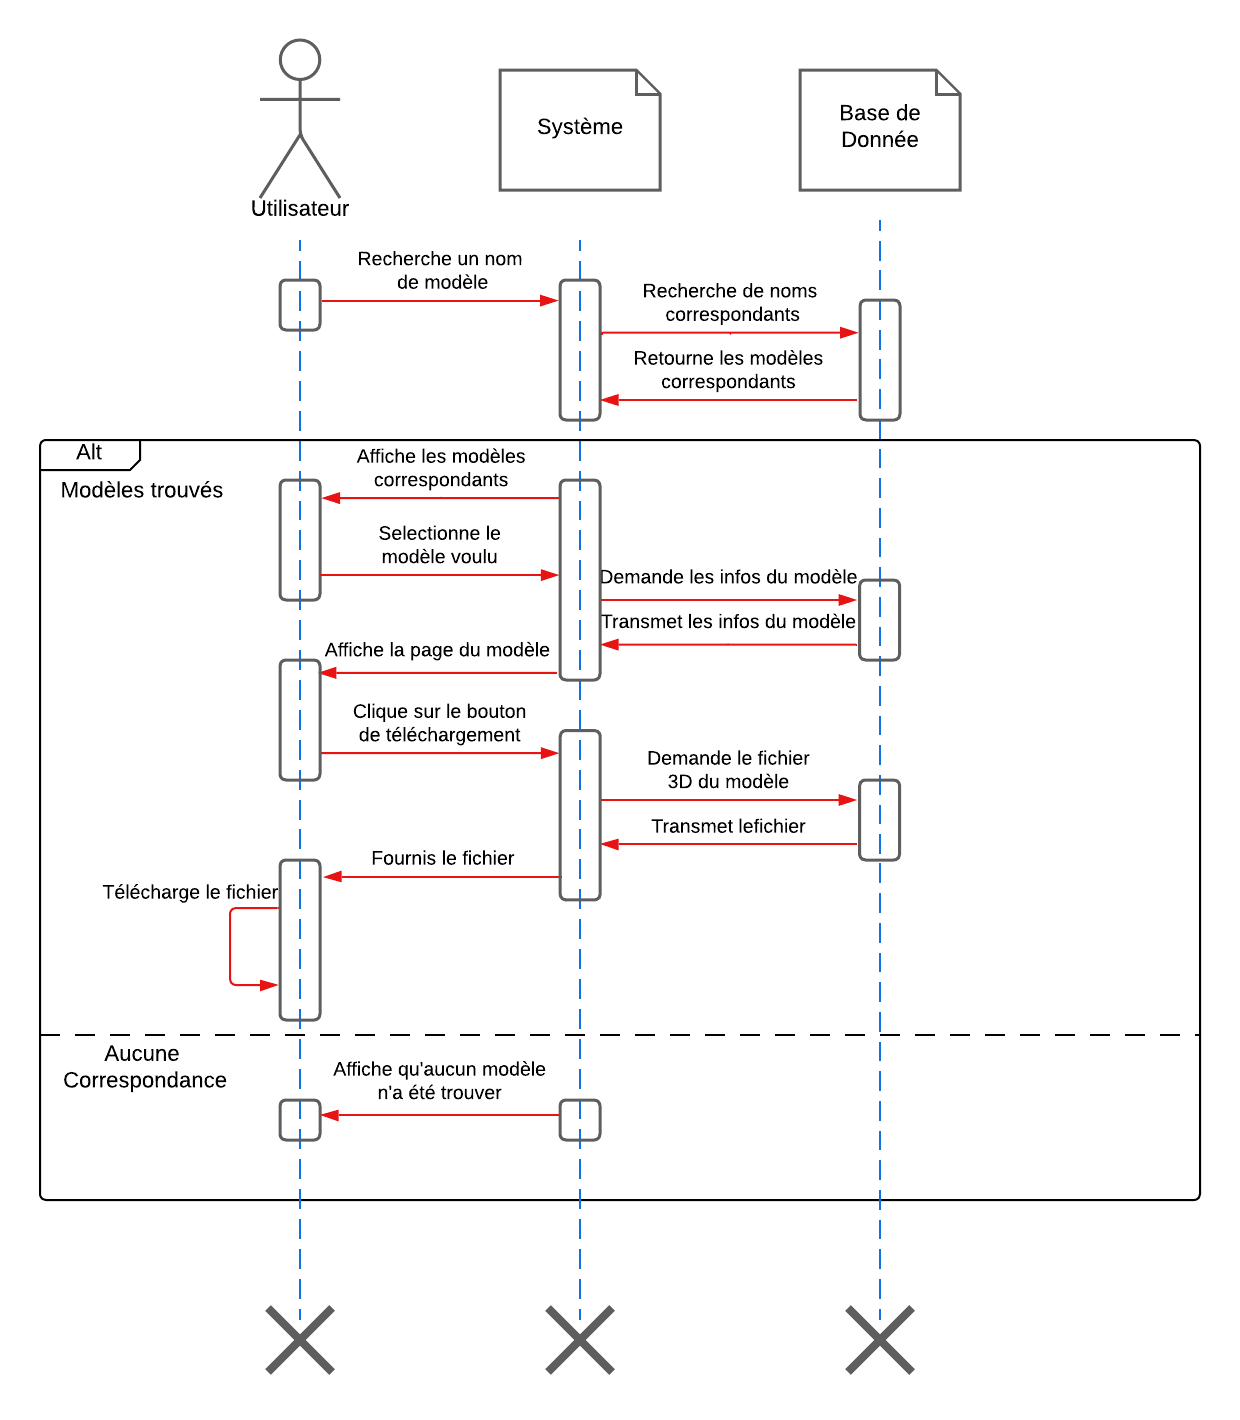 Utilisateur
Système
Base de
Donnée
Recherche un nom
de modèle
Recherche de noms
correspondants
Retourne les modèles
correspondants
Alt
Modèles trouvés
Affiche les modèles
correspondants
Selectionne le
modèle voulu
Demande les infos du modèle
Transmet les infos du modèle
Affiche la page du modèle
Clique sur le bouton
de téléchargement
Demande le fichier
3D du modèle
Transmet lefichier
Fournis le fichier
Télécharge le fichier
Aucune
Correspondance
Affiche qu'aucun modèle
n'a été trouver